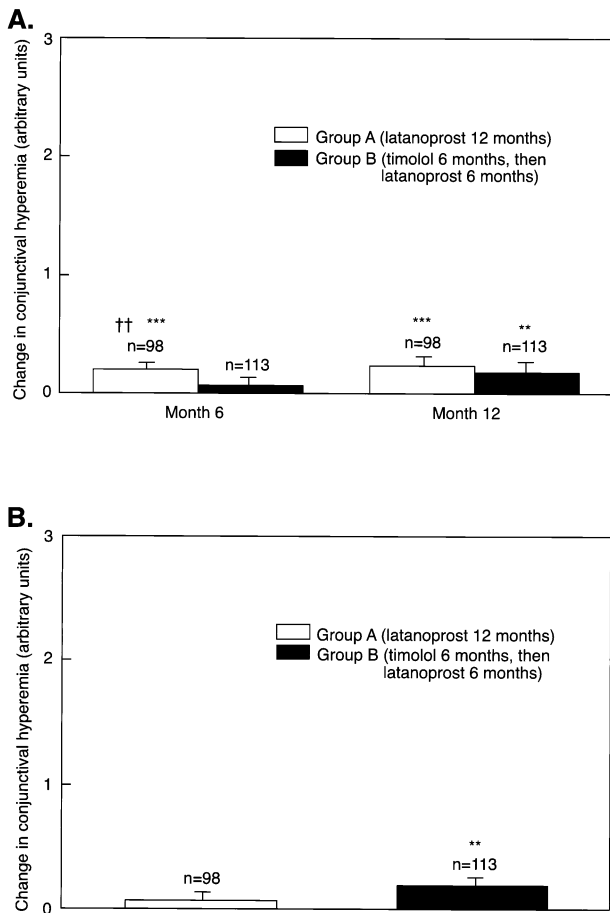 A.
Change in conjunctival hyperemia (arbitrary units)
3
2
1
0
Group A (latanoprost 12 months)
Group B (timolol 6 months, then
latanoprost 6 months)
†† ***
n=98
n=113
***
n=98
**
n=113
Month 6
Month 12
B.
Change in conjunctival hyperemia (arbitrary units)
3
2
1
0
Group A (latanoprost 12 months)
Group B (timolol 6 months, then
latanoprost 6 months)
n=98
**
n=113